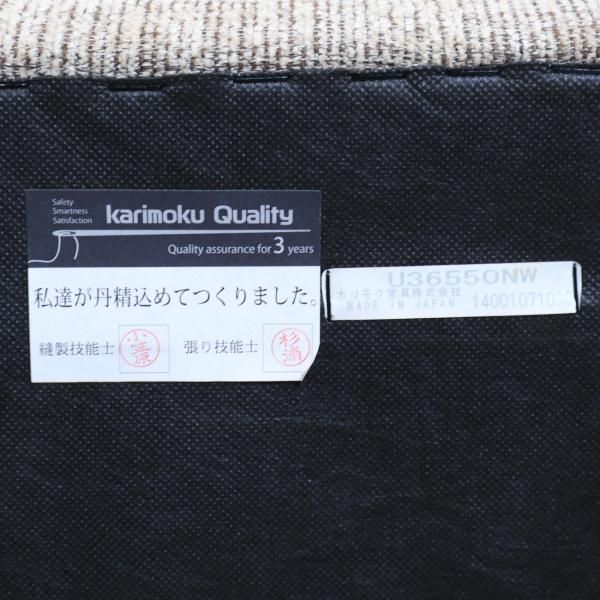 Safety
Smartness
Satisfaction
karimoku Quality
Quality assurance for 3 years
私達が丹精込めてつくりました。
縫製技能士 張り技能士 杉浦
U36550NW
カリモク家具株式会社
MADE IN JAPAN 1400107103